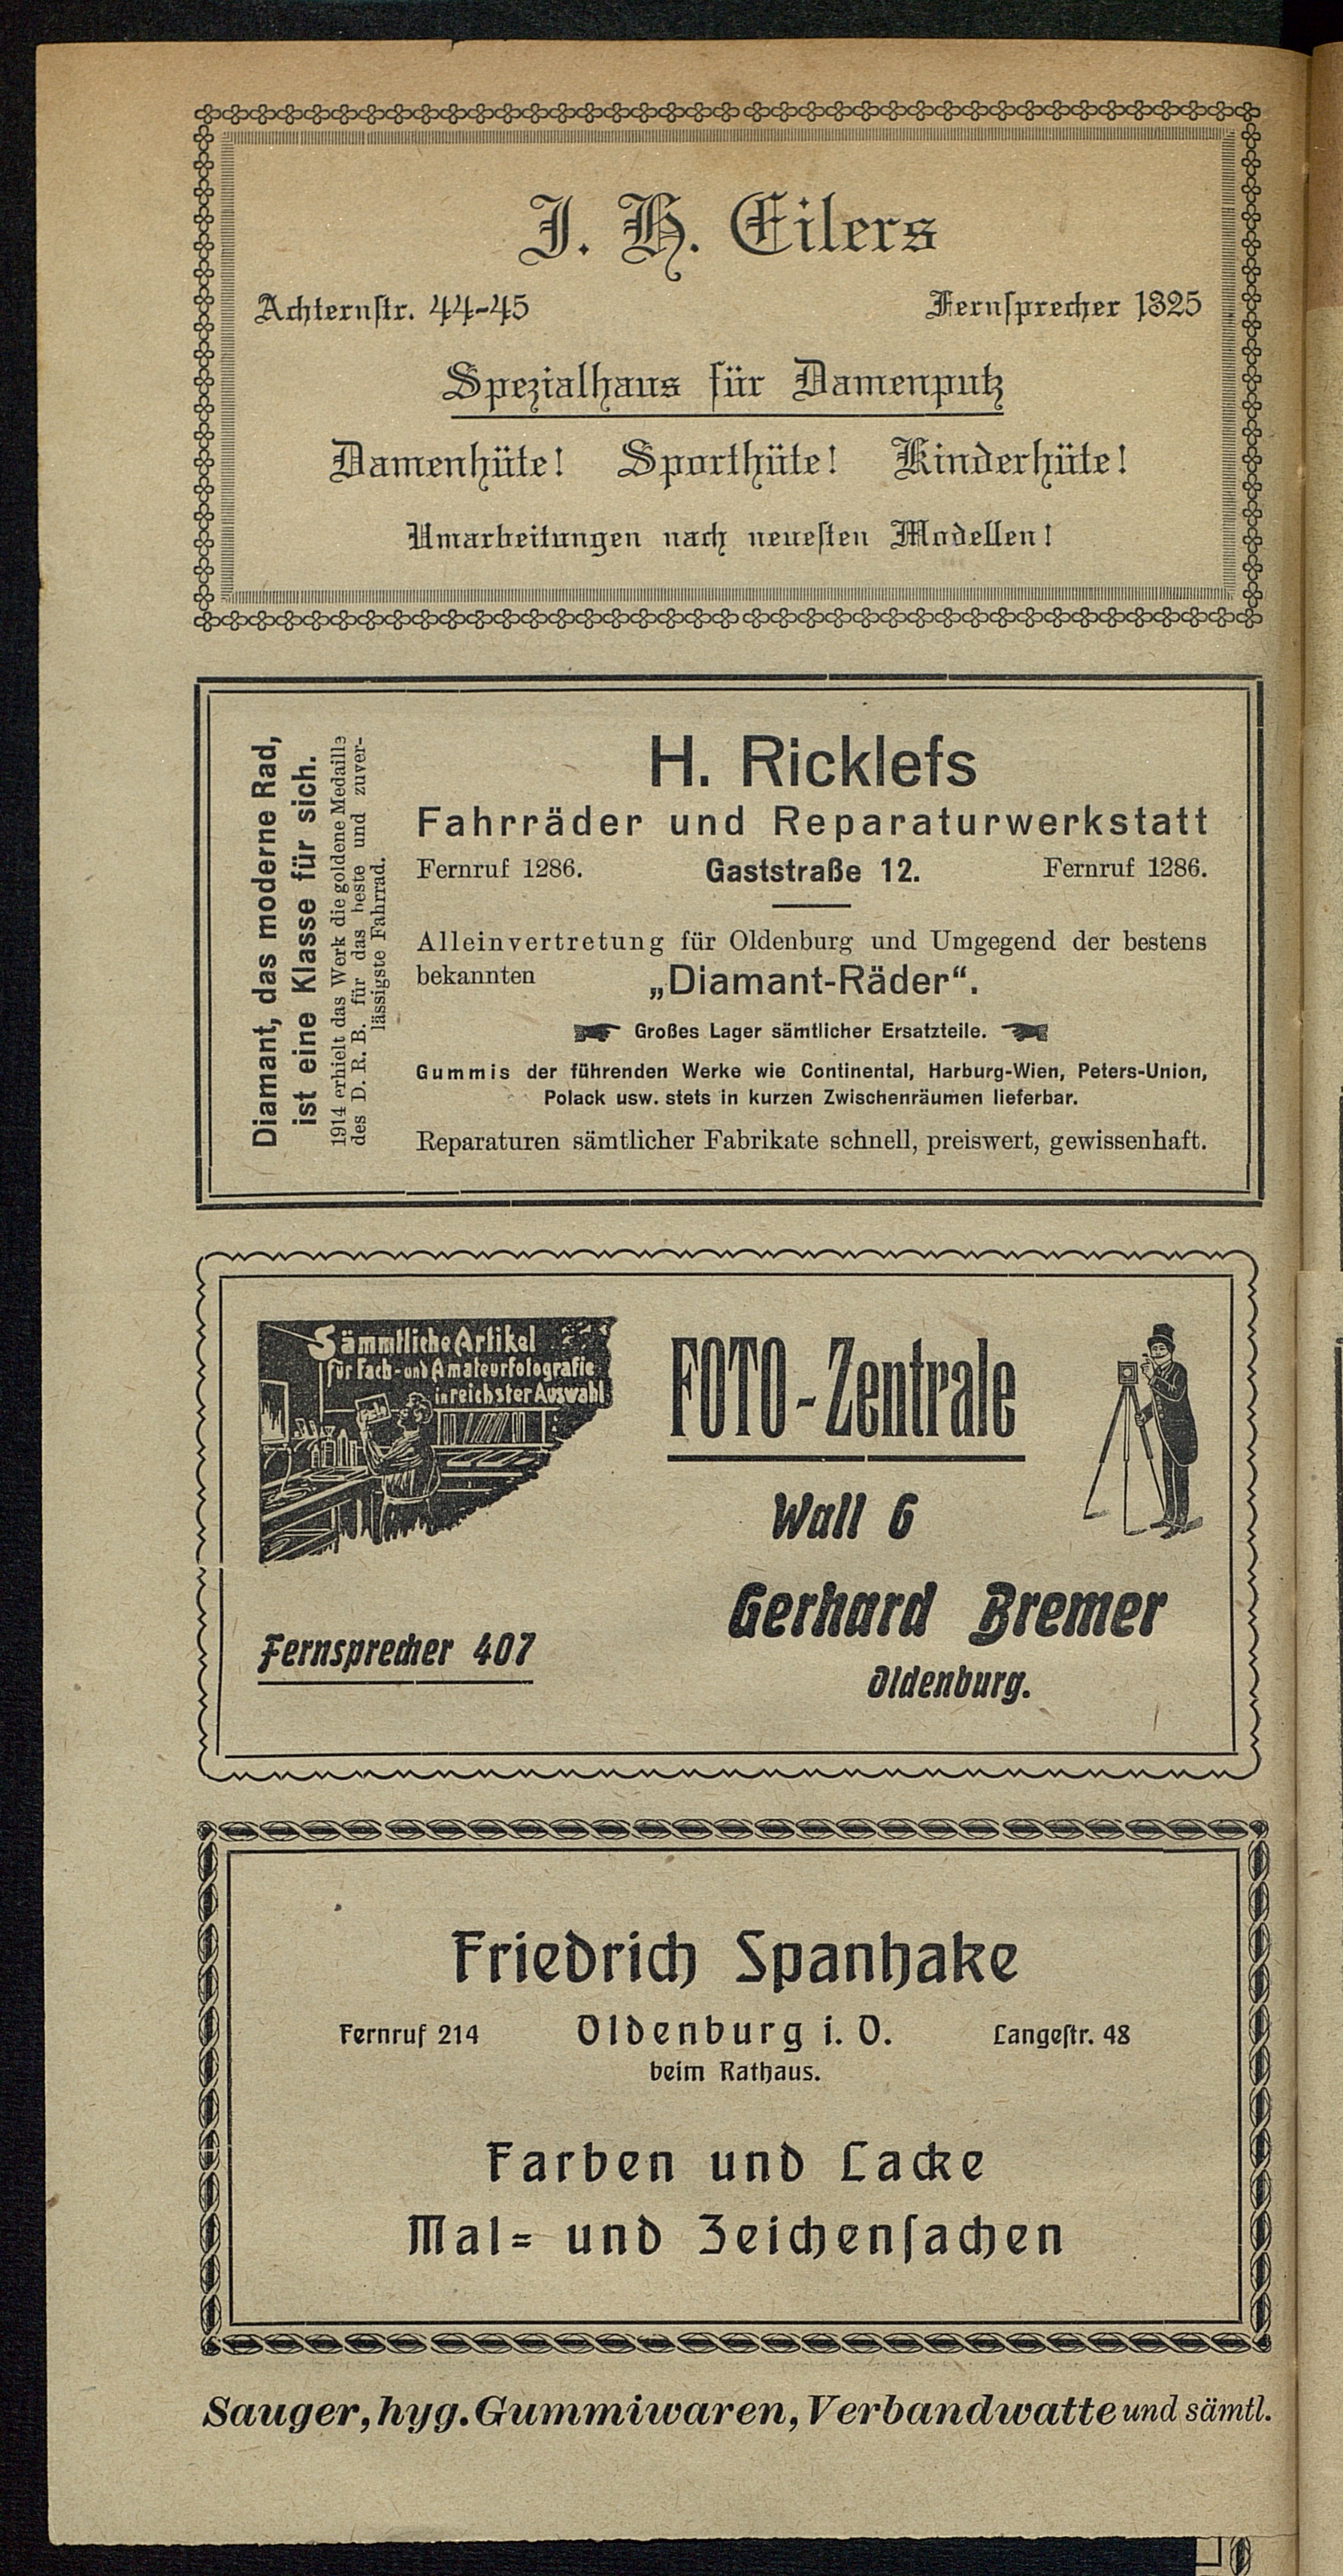 J. H. Eilers
Achternstr. 44-45 Fernsprecher 1325
Spezialhaus für Damenputz
Damenhüte! Sporthüte! Kinderhüte!
Umarbeitungen nach neuesten Modellen!
Diamant, das moderne Rad,
ist eine Klasse für sich.
1914 erhielt das Werk die goldene Medaille
des D. R. B. für das beste und zuver-
lässigste Fahrrad.
H. Ricklefs
Fahrräder und Reparaturwerkstatt
Fernruf 1286. Gaststraße 12. Fernruf 1286.
Alleinvertretung für Oldenburg und Umgegend der bestens
bekannten „Diamant-Räder“.
Großes Lager sämtlicher Ersatzteile.
Gummis der führenden Werke wie Continental, Harburg-Wien, Peters-Union,
Polack usw. stets in kurzen Zwischenräumen lieferbar.
Reparaturen sämtlicher Fabrikate schnell, preiswert, gewissenhaft.
Sämmtliche Artikel
für Fach- und Amateurfotografie
in reichster Auswahl
FOTO-Zentrale
Wall 6
Gerhard Bremer
Fernsprecher 407
Oldenburg.
Friedrich Spanhake
Fernruf 214 Oldenburg i. O. Langestr. 48
beim Rathaus.
Farben und Lacke
Mal= und Zeichensachen
Sauger, hyg. Gummiwaren, Verbandwatte und sämtl.